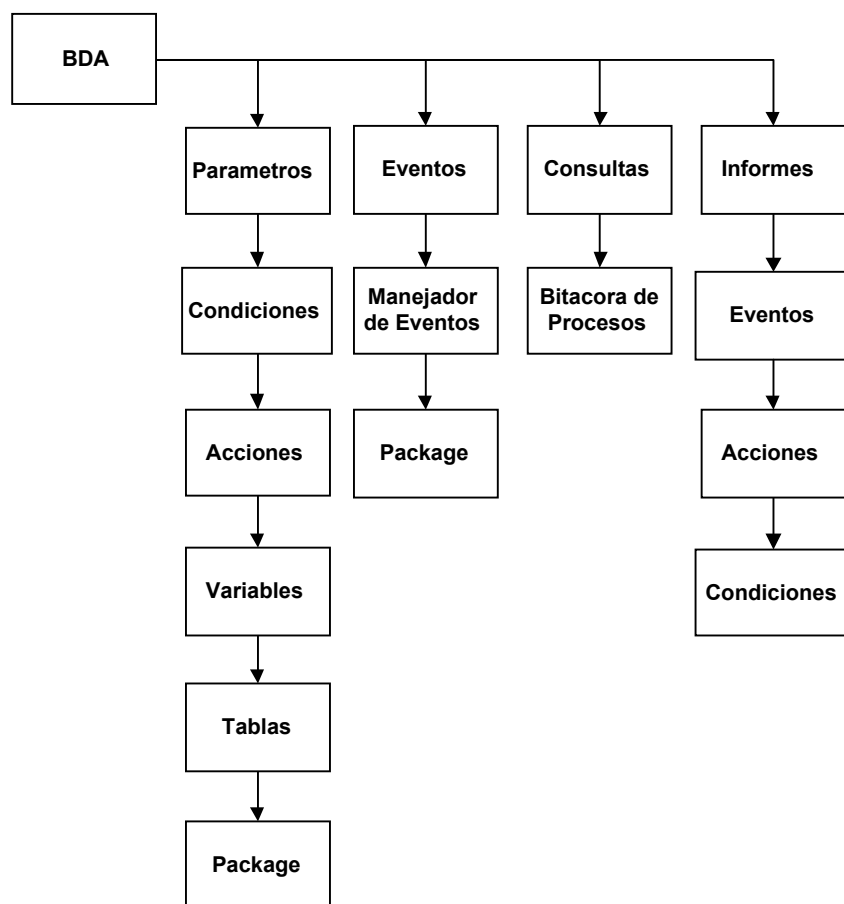 BDA
Parametros
Eventos
Consultas
Informes
Condiciones
Manejador
de Eventos
Bitacora de
Procesos
Eventos
Acciones
Package
Acciones
Variables
Condiciones
Tablas
Package